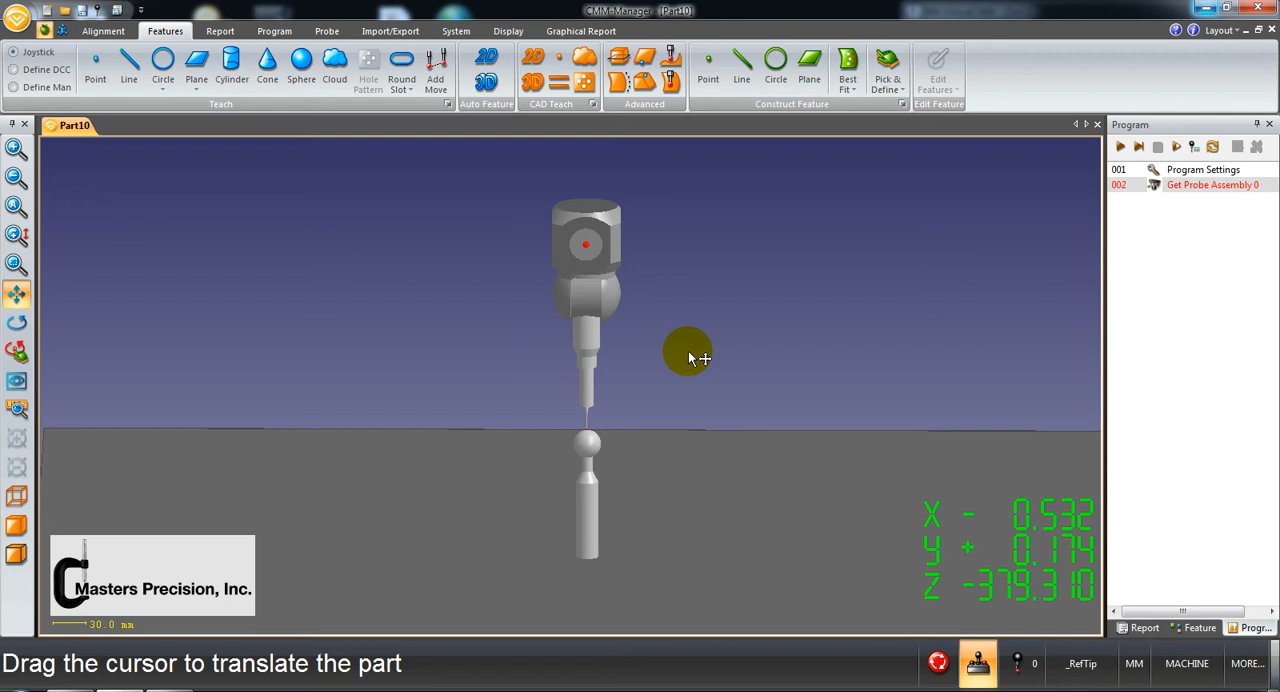 CMM-Manager - [Part10]
Alignment Features Report Program Probe Import/Export System Display Graphical Report Layout
Joystick
Define DCC
Define Man
Point Line Circle Plane Cylinder Cone Sphere Cloud Hole Pattern Round Slot Add Move
Teach
2D
3D
Auto Feature
2D
3D
CAD Teach
Advanced
Point Line Circle Plane Best Fit Pick & Define
Construct Feature
Edit Features
Edit Feature
Part10
Program
001 Program Settings
002 Get Probe Assembly 0
X - 0.532
Y + 0.174
Z -379.310
C Masters Precision, Inc.
30.0 mm
Report Feature Progr...
Drag the cursor to translate the part
0 _RefTip MM MACHINE MORE...